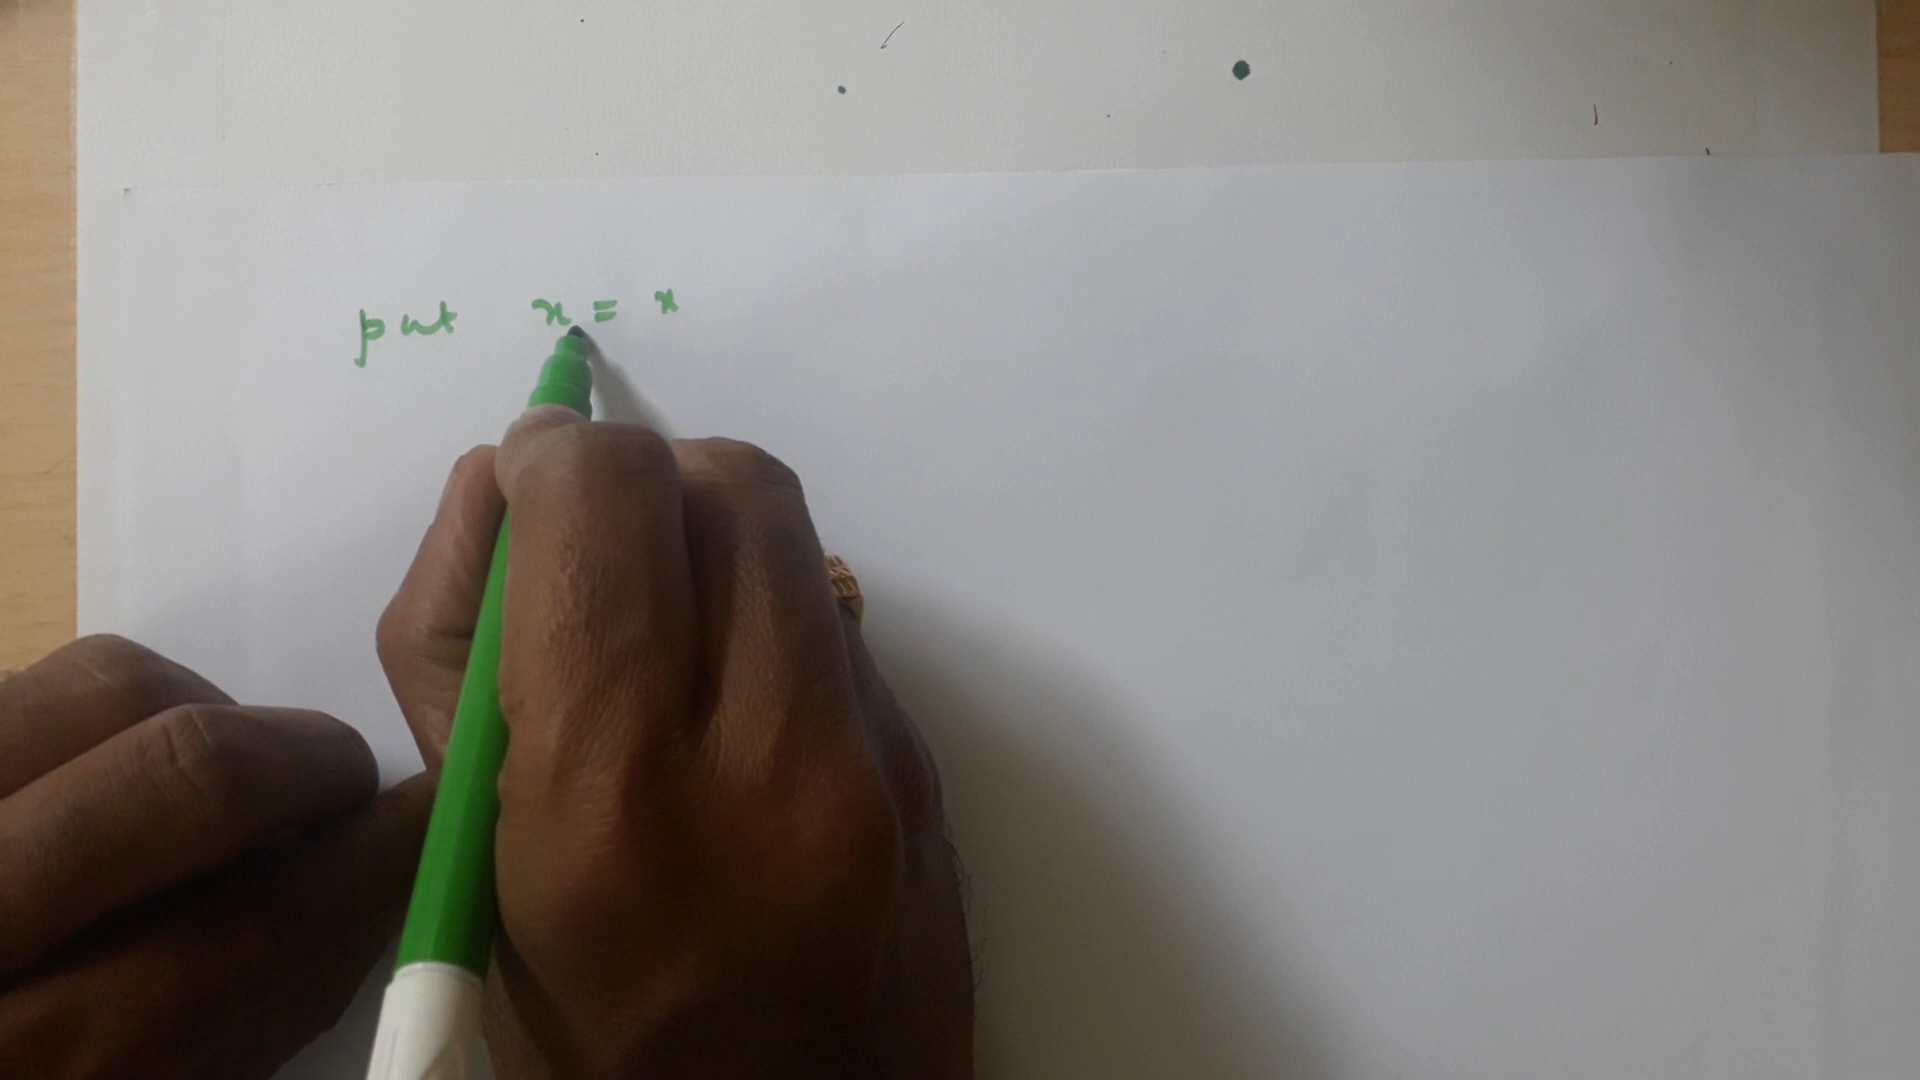 put x = x